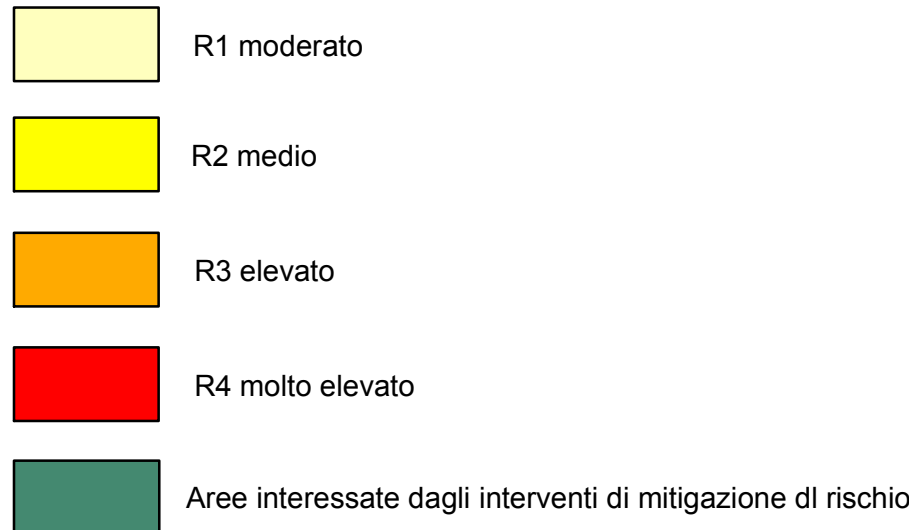 R1 moderato
R2 medio
R3 elevato
R4 molto elevato
Aree interessate dagli interventi di mitigazione dl rischio